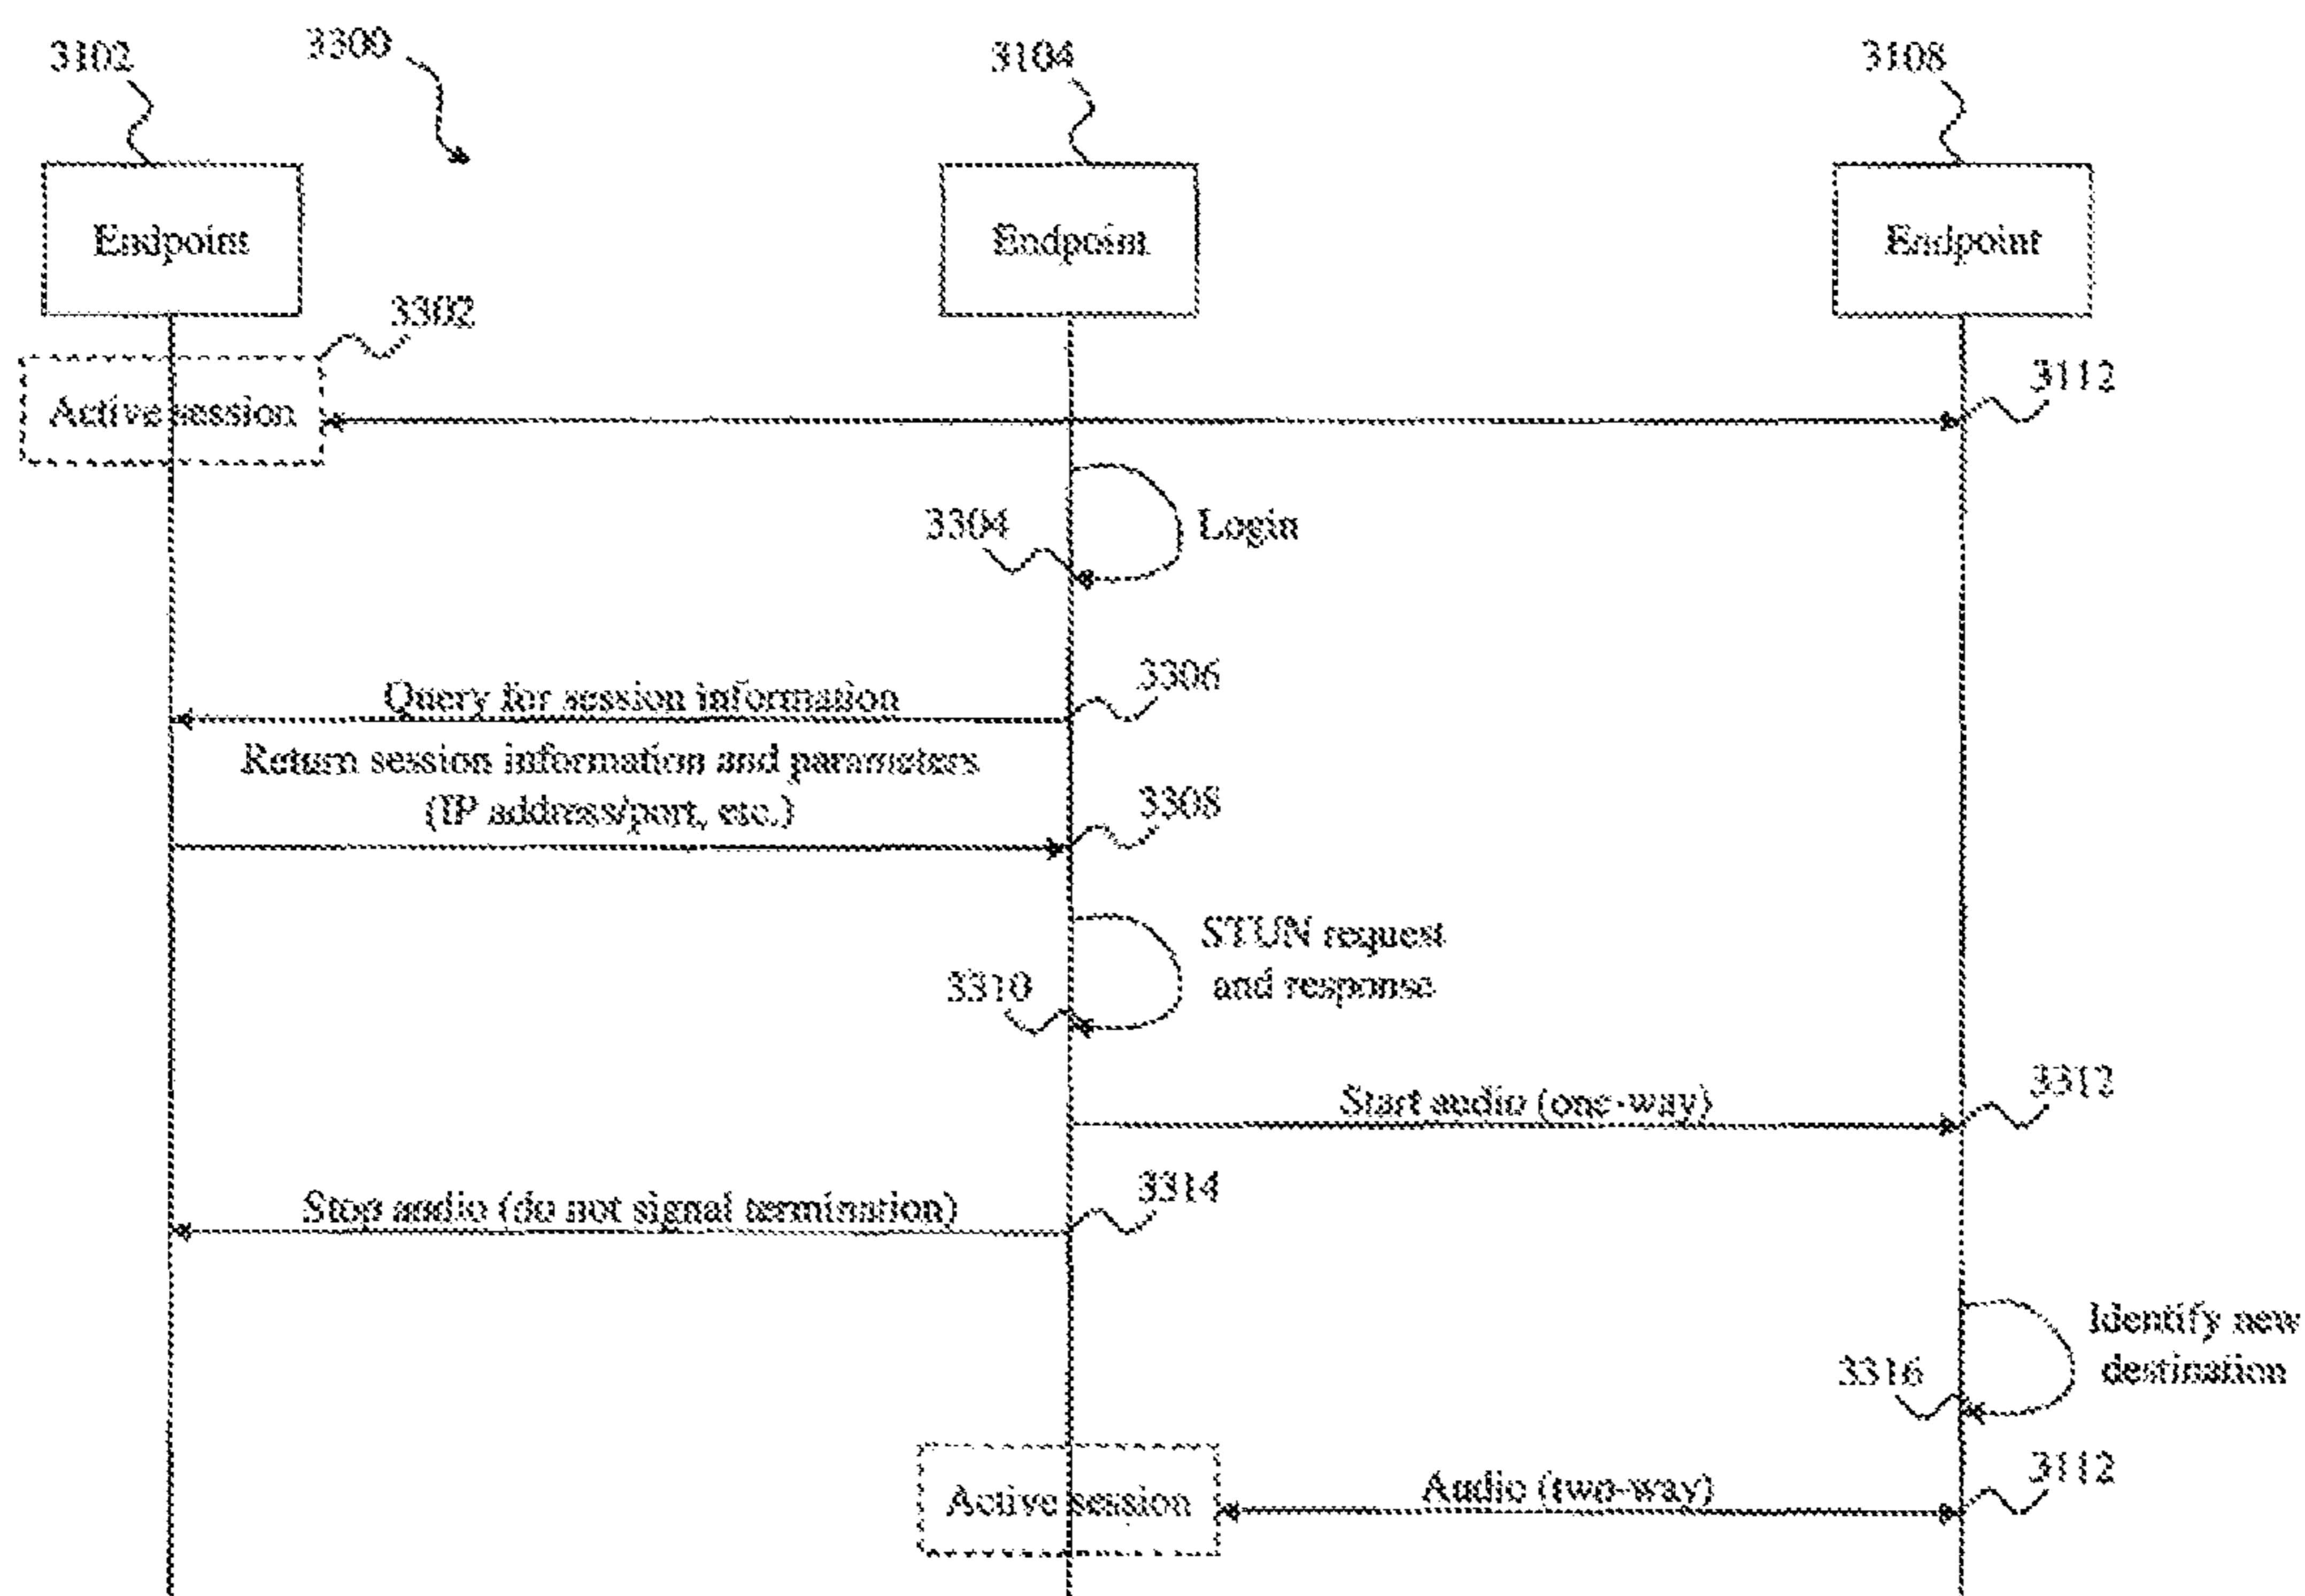 3102
3300
3104
3108
Endpoint
Endpoint
Endpoint
3302
3112
Active session
3304
Login
3306
Query for session information
Return session information and parameters
(IP address/port, etc.)
3308
STUN request
and response
3310
3312
Start audio (one-way)
3314
Stop audio (do not signal termination)
Identify new
destination
3316
3112
Active session
Audio (two-way)